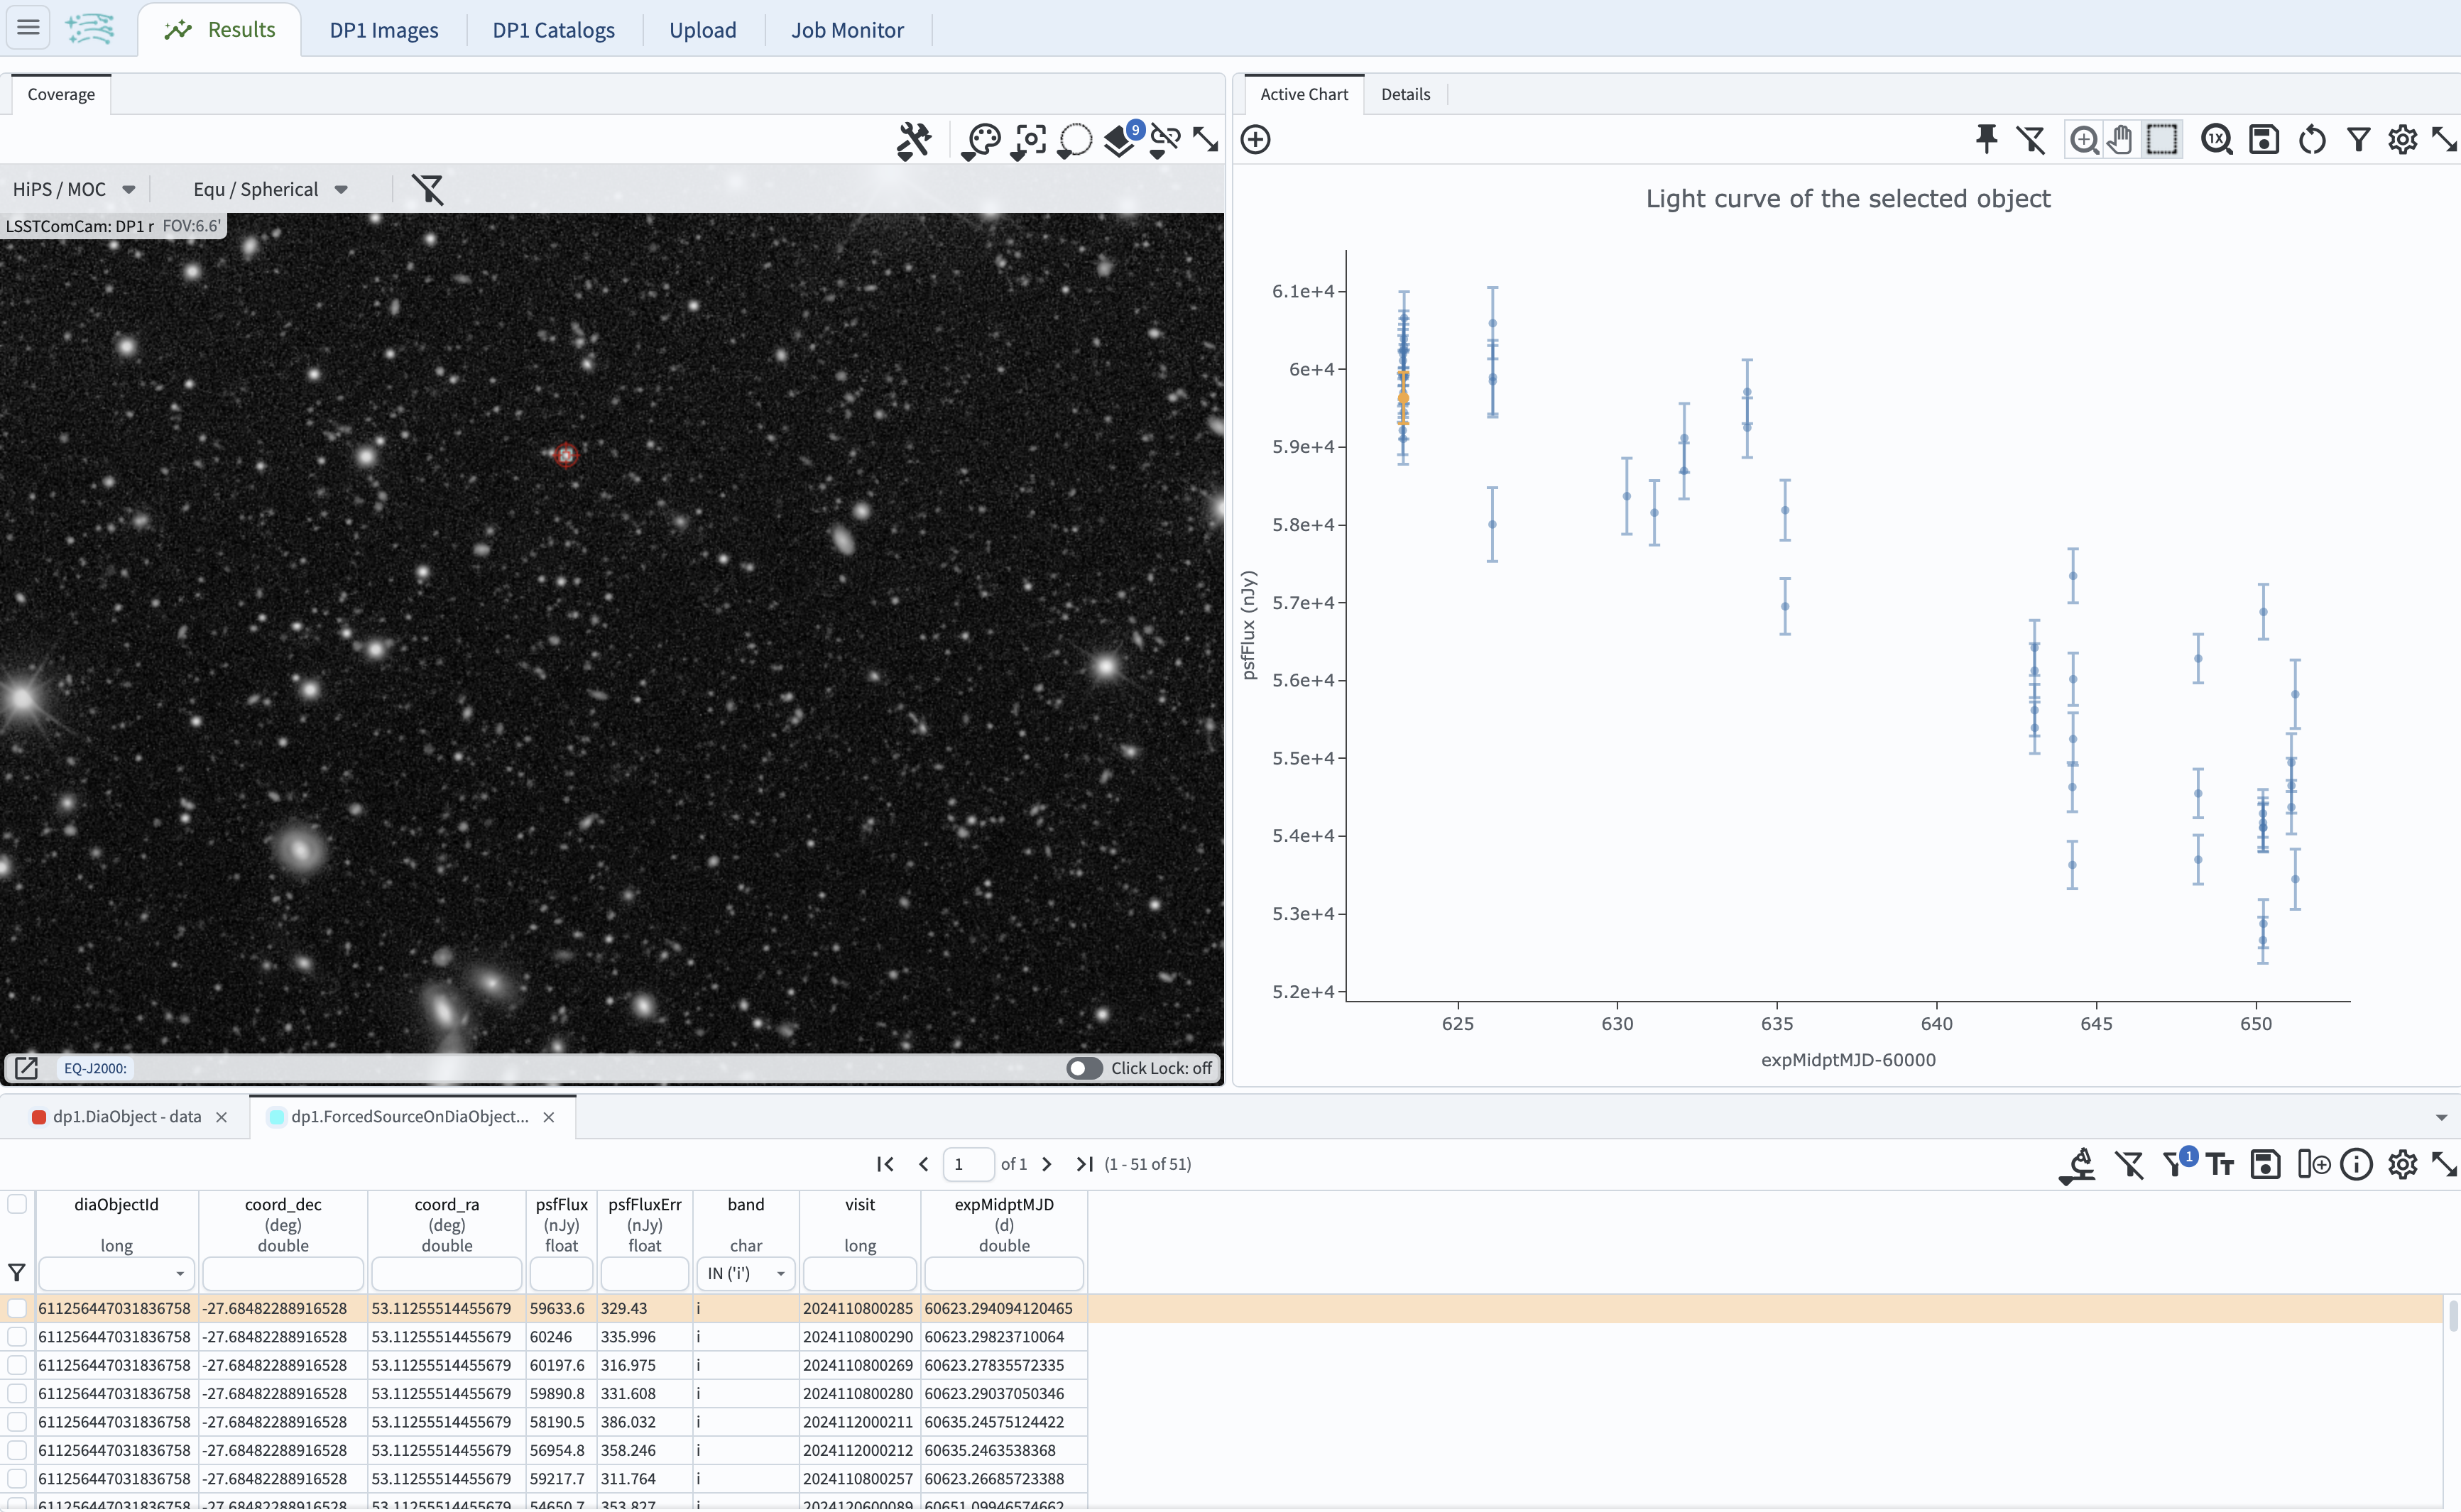 Results DP1 Images DP1 Catalogs Upload Job Monitor
Coverage
9
HiPS / MOC Equ / Spherical
LSSTComCam: DP1 r FOV:6.6'
EQ-J2000: Click Lock: off
Active Chart Details
1X
Light curve of the selected object
psfFlux (nJy)
6.1e+4
6e+4
5.9e+4
5.8e+4
5.7e+4
5.6e+4
5.5e+4
5.4e+4
5.3e+4
5.2e+4
625 630 635 640 645 650
expMidptMJD-60000
dp1.DiaObject - data dp1.ForcedSourceOnDiaObject...
1 of 1 (1 - 51 of 51) 1
diaObjectId coord_dec coord_ra psfFlux psfFluxErr band visit expMidptMJD
(deg) (deg) (nJy) (nJy) (d)
long double double float float char long double
IN ('i')
611256447031836758 -27.68482288916528 53.11255514455679 59633.6 329.43 i 2024110800285 60623.294094120465
611256447031836758 -27.68482288916528 53.11255514455679 60246 335.996 i 2024110800290 60623.29823710064
611256447031836758 -27.68482288916528 53.11255514455679 60197.6 316.975 i 2024110800269 60623.27835572335
611256447031836758 -27.68482288916528 53.11255514455679 59890.8 331.608 i 2024110800280 60623.29037050346
611256447031836758 -27.68482288916528 53.11255514455679 58190.5 386.032 i 2024112000211 60635.24575124422
611256447031836758 -27.68482288916528 53.11255514455679 56954.8 358.246 i 2024112000212 60635.2463538368
611256447031836758 -27.68482288916528 53.11255514455679 59217.7 311.764 i 2024110800257 60623.26685723388
611256447031836758 -27.68482288916528 53.11255514455679 54650.7 353.827 i 2024120600089 60651.09946574662